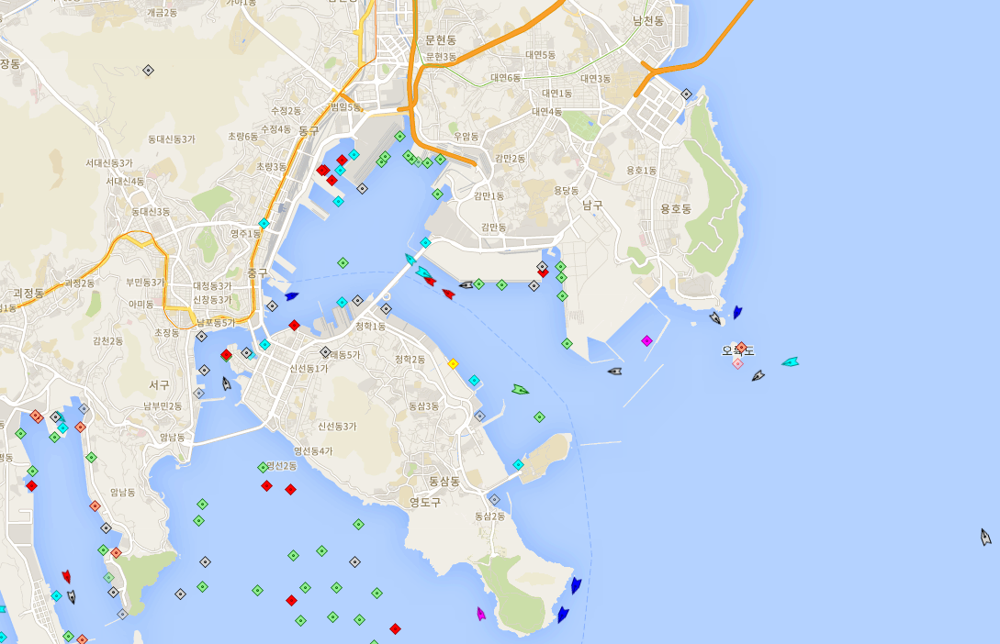 가야1동
개금2동
남천동
문현동
문현3동
대연5동
대연6동
대연3동
대연1동
장동
범일5동
수정2동
대연4동
수정4동
동구
초량6동
우암동
동대신동3가
서대신동3가
감만2동
초량3동
용호1동
서대신4동
용당동
감만1동
남구
용호동
동대신3동
감만동
영주1동
중구
괴정2동
부민동3가
대청동3가
괴정동
신창동3가
아미동
남포동5가
초장동
청학1동
감천2동
오륙도
청학2동
신선동1가
서구
남부민2동
동삼3동
신선동3가
암남동
영선동4가
영선2동
동삼동
암남동
영도구
동삼2동